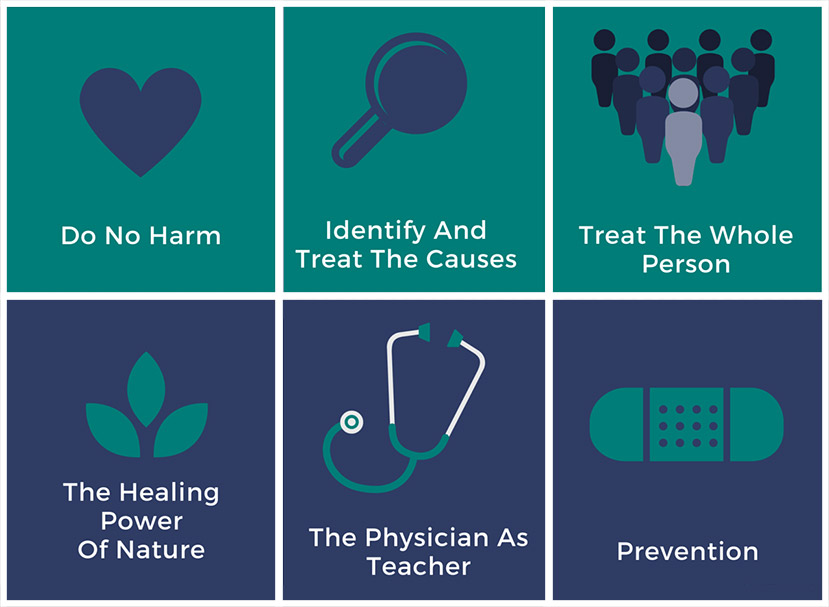 Do No Harm
Identify And
Treat The Causes
Treat The Whole
Person
The Healing
Power
Of Nature
The Physician As
Teacher
Prevention